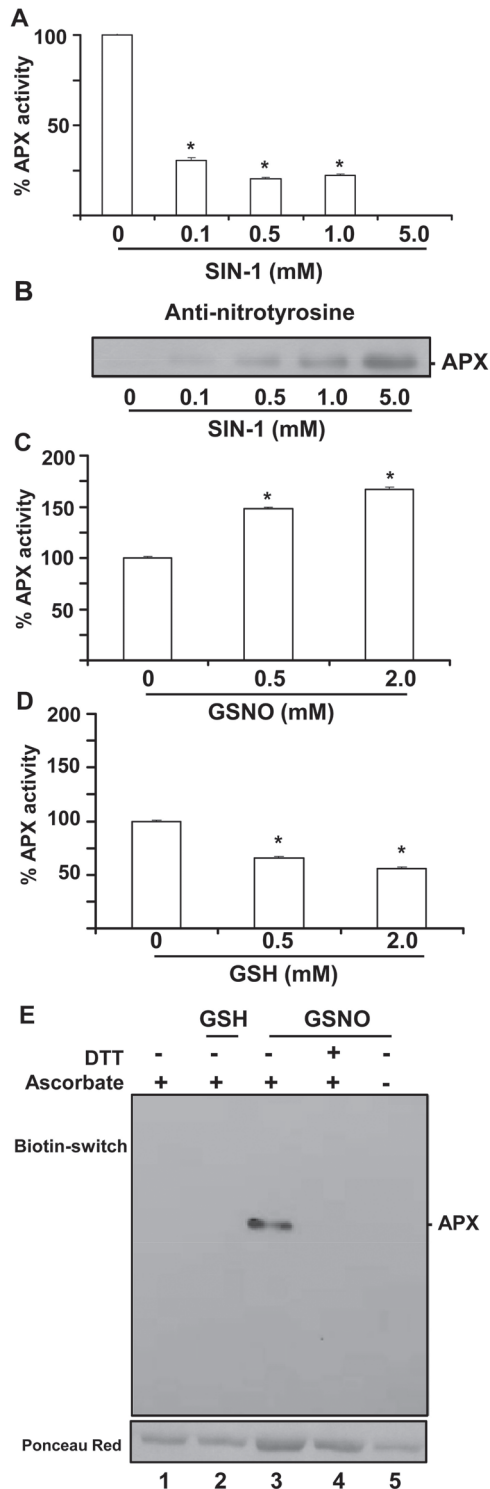 A
100
50
% APX activity
* * *
0 0.1 0.5 1.0 5.0
SIN-1 (mM)
B
Anti-nitrotyrosine
- APX
0 0.1 0.5 1.0 5.0
SIN-1 (mM)
C
200
150
100
50
% APX activity
* *
0 0.5 2.0
GSNO (mM)
D
200
150
100
50
% APX activity
* *
0 0.5 2.0
GSH (mM)
E
GSH GSNO
DTT - - - + -
Ascorbate + + + + -
Biotin-switch
- APX
Ponceau Red
1 2 3 4 5